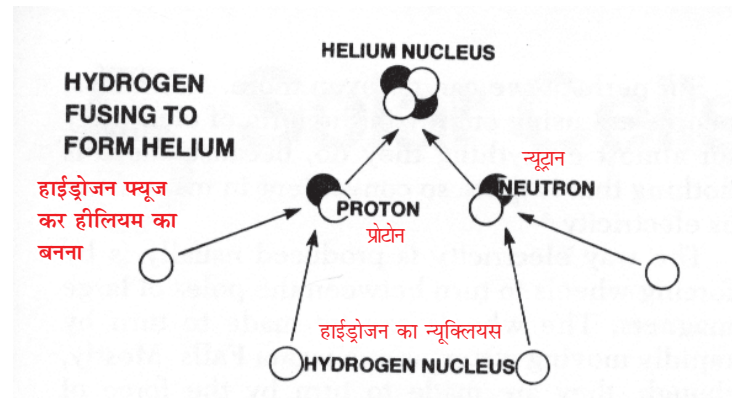 HELIUM NUCLEUS
HYDROGEN
FUSING TO
FORM HELIUM
न्यूट्रान
हाईड्रोजन फ्यूज
कर हीलियम का
बनना
PROTON
NEUTRON
प्रोटोन
हाईड्रोजन का न्यूक्लियस
HYDROGEN NUCLEUS